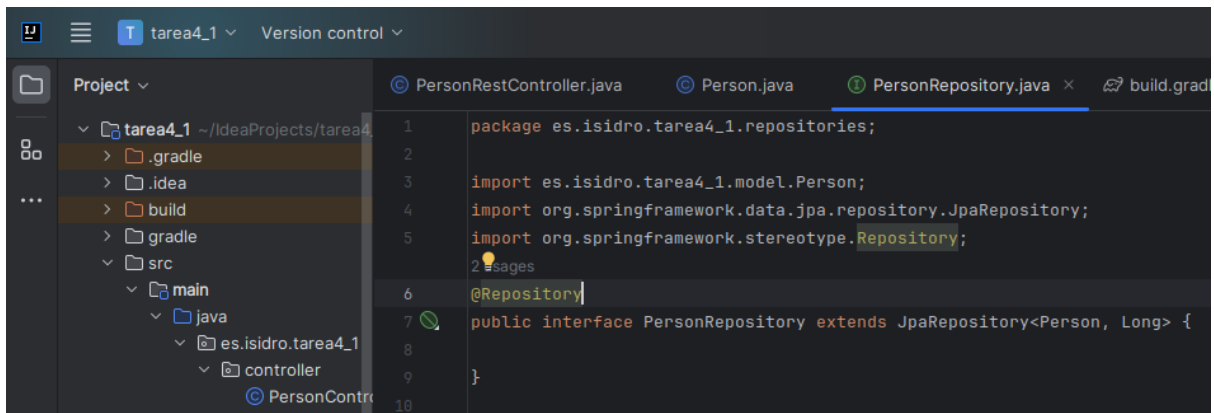 IJ
T tarea4_1 Version control
Project
PersonRestController.java
Person.java
PersonRepository.java
build.gradl
tarea4_1 ~/IdeaProjects/tarea4_
.gradle
.idea
build
gradle
src
main
java
es.isidro.tarea4_1
controller
PersonContr
1 package es.isidro.tarea4_1.repositories;
2
3 import es.isidro.tarea4_1.model.Person;
4 import org.springframework.data.jpa.repository.JpaRepository;
5 import org.springframework.stereotype.Repository;
2 sages
6 @Repository
7 public interface PersonRepository extends JpaRepository<Person, Long> {
8
9 }
10